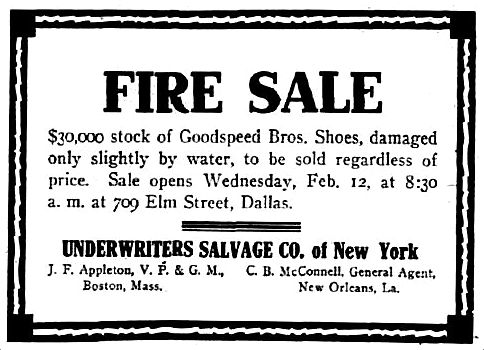 FIRE SALE
$30,000 stock of Goodspeed Bros. Shoes, damaged
only slightly by water, to be sold regardless of
price. Sale opens Wednesday, Feb. 12, at 8:30
a. m. at 709 Elm Street, Dallas.
UNDERWRITERS SALVAGE CO. of New York
J. F. Appleton, V. P. & G. M., C. B. McConnell, General Agent,
Boston, Mass. New Orleans, La.